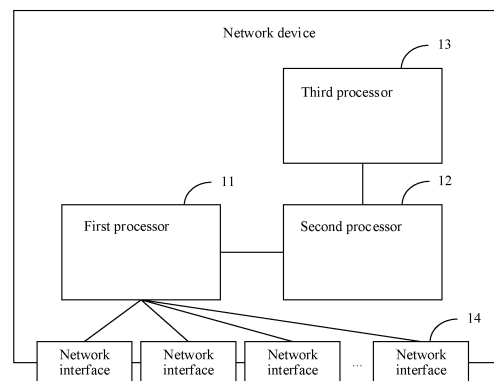 Network device
13
Third processor
11
12
First processor
Second processor
14
Network
interface
Network
interface
Network
interface
...
Network
interface